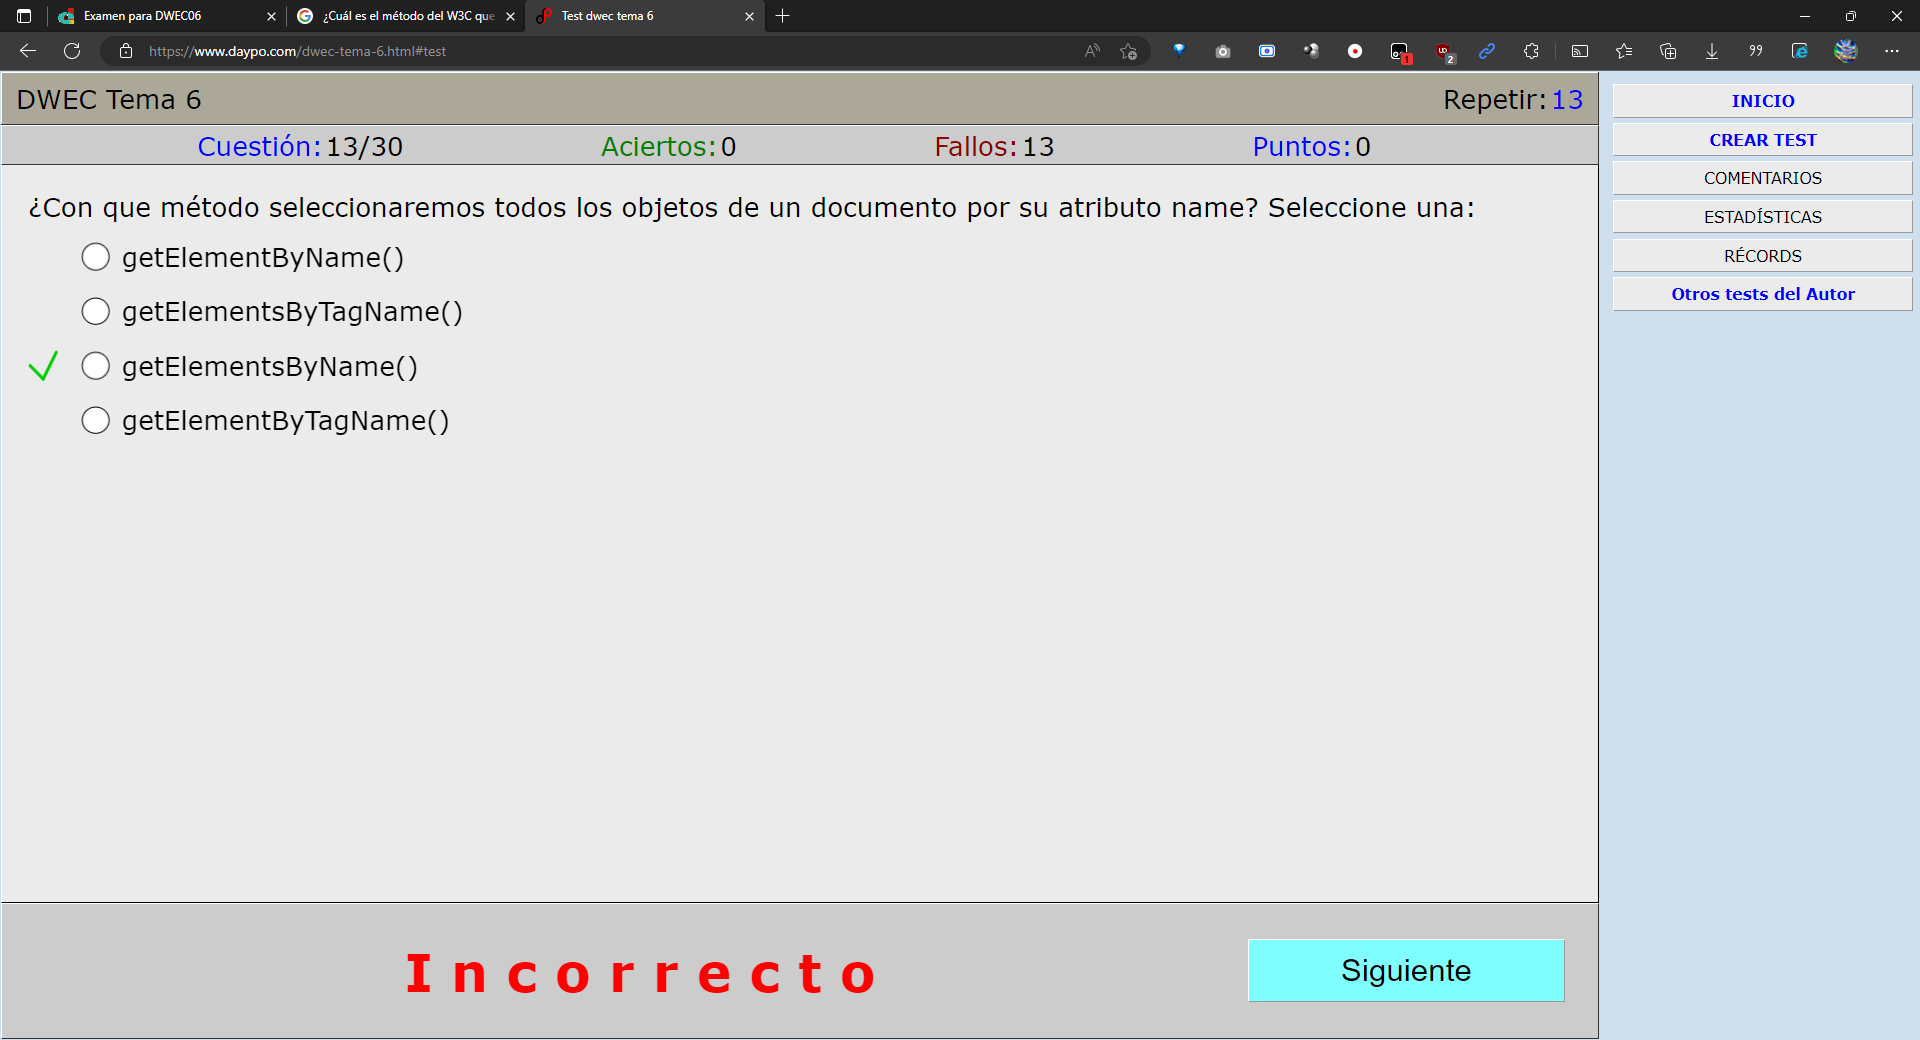 Examen para DWEC06
¿Cuál es el método del W3C que
Test dwec tema 6
https://www.daypo.com/dwec-tema-6.html#test
1
2
DWEC Tema 6
Repetir: 13
Cuestión: 13/30
Aciertos: 0
Fallos: 13
Puntos: 0
¿Con que método seleccionaremos todos los objetos de un documento por su atributo name? Seleccione una:
getElementByName()
getElementsByTagName()
getElementsByName()
getElementByTagName()
Incorrecto
Siguiente
INICIO
CREAR TEST
COMENTARIOS
ESTADÍSTICAS
RÉCORDS
Otros tests del Autor